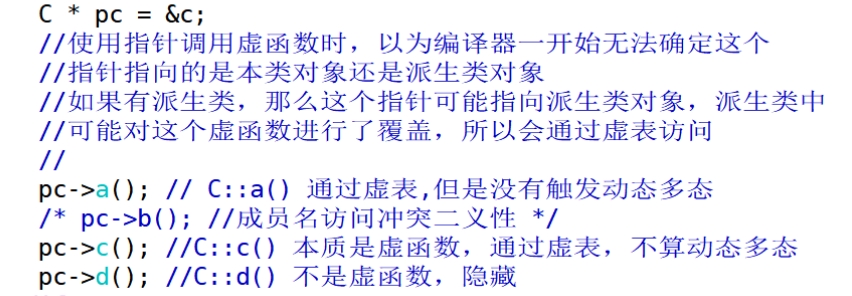 C * pc = &c;
//使用指针调用虚函数时，以为编译器一开始无法确定这个
//指针指向的是本类对象还是派生类对象
//如果有派生类，那么这个指针可能指向派生类对象，派生类中
//可能对这个虚函数进行了覆盖，所以会通过虚表访问
//
pc->a(); // C::a() 通过虚表,但是没有触发动态多态
/* pc->b(); //成员名访问冲突二义性 */
pc->c(); //C::c() 本质是虚函数，通过虚表，不算动态多态
pc->d(); //C::d() 不是虚函数，隐藏